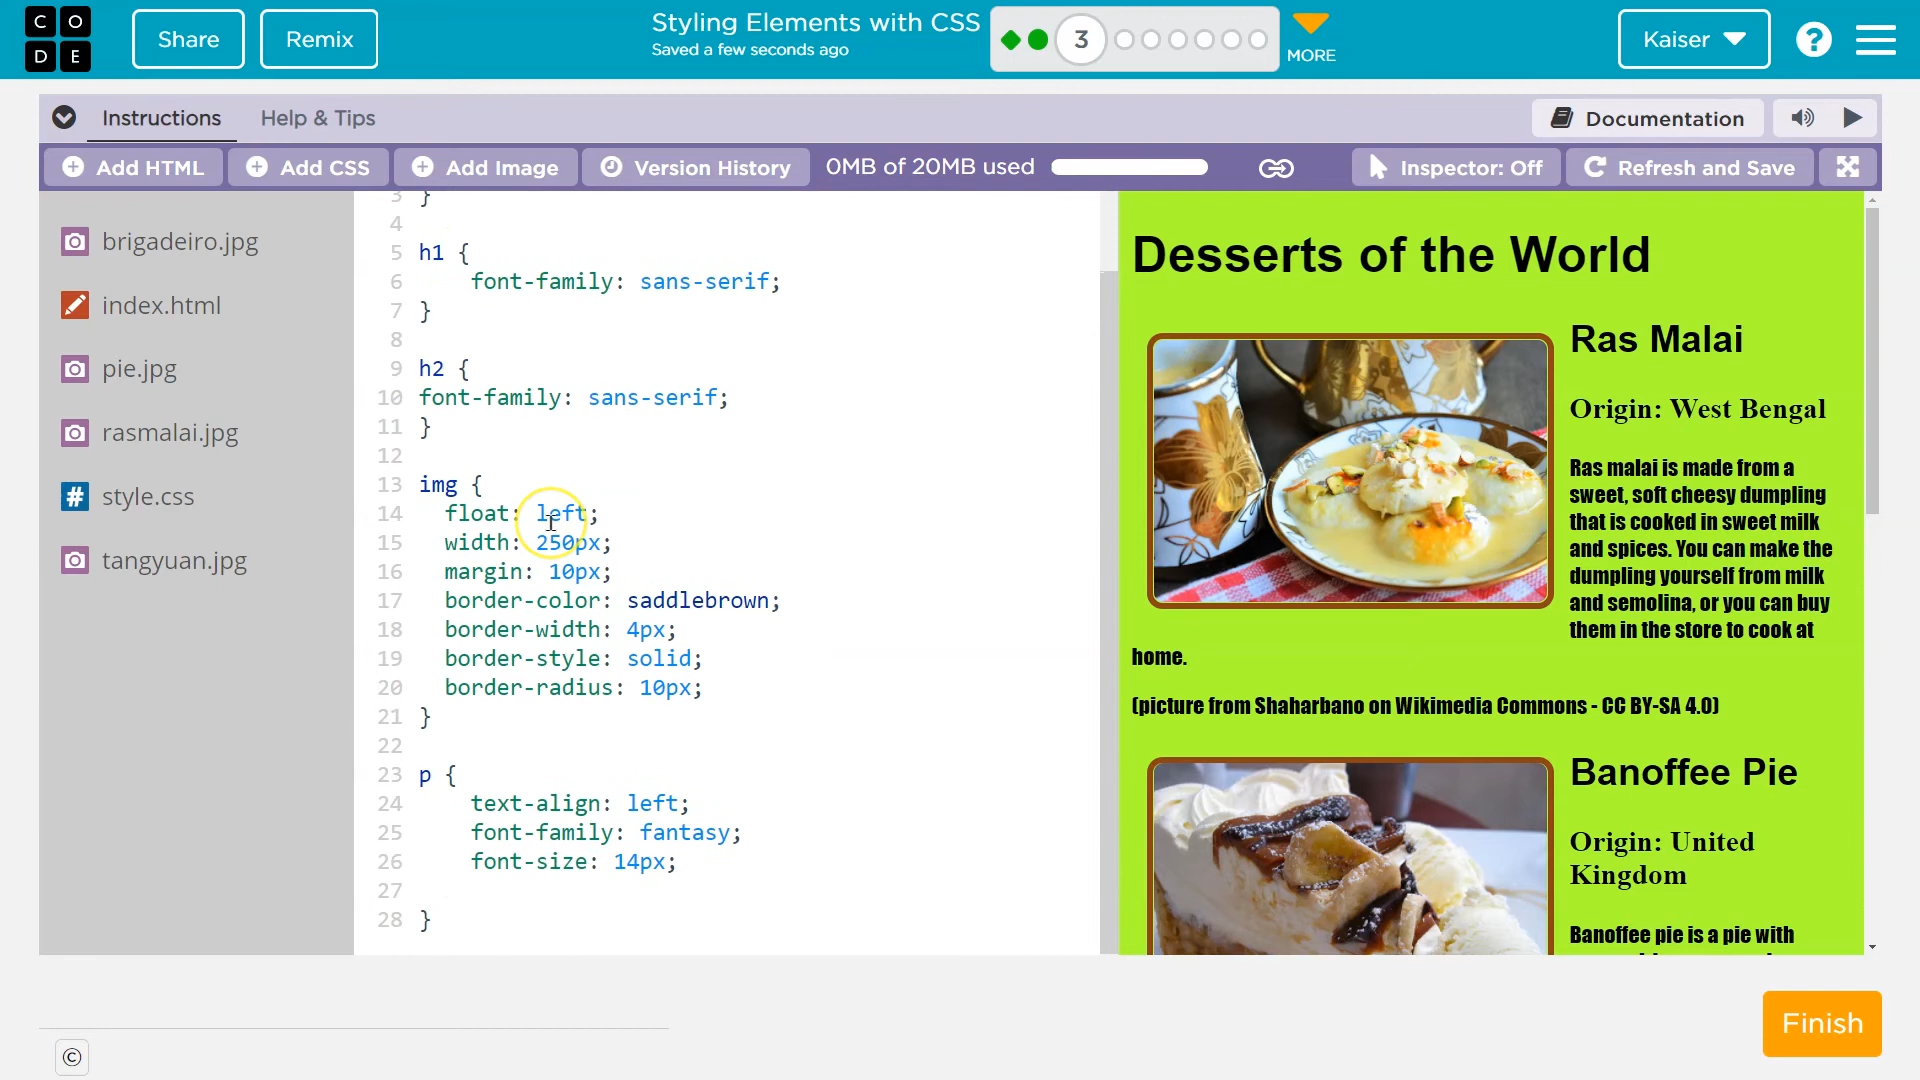 CODE
Share
Remix
Styling Elements with CSS
Saved a few seconds ago
3
MORE
Kaiser
?
Instructions
Help & Tips
Documentation
Add HTML
Add CSS
Add Image
Version History
0MB of 20MB used
Inspector: Off
Refresh and Save
brigadeiro.jpg
index.html
pie.jpg
rasmalai.jpg
# style.css
tangyuan.jpg
3 }
4
5 h1 {
6 font-family: sans-serif;
7 }
8
9 h2 {
10 font-family: sans-serif;
11 }
12
13 img {
14 float: left;
15 width: 250px;
16 margin: 10px;
17 border-color: saddlebrown;
18 border-width: 4px;
19 border-style: solid;
20 border-radius: 10px;
21 }
22
23 p {
24 text-align: left;
25 font-family: fantasy;
26 font-size: 14px;
27
28 }
Desserts of the World
Ras Malai
Origin: West Bengal
Ras malai is made from a
sweet, soft cheesy dumpling
that is cooked in sweet milk
and spices. You can make the
dumpling yourself from milk
and semolina, or you can buy
them in the store to cook at
home.
(picture from Shaharbano on Wikimedia Commons - CC BY-SA 4.0)
Banoffee Pie
Origin: United
Kingdom
Banoffee pie is a pie with
Finish
©